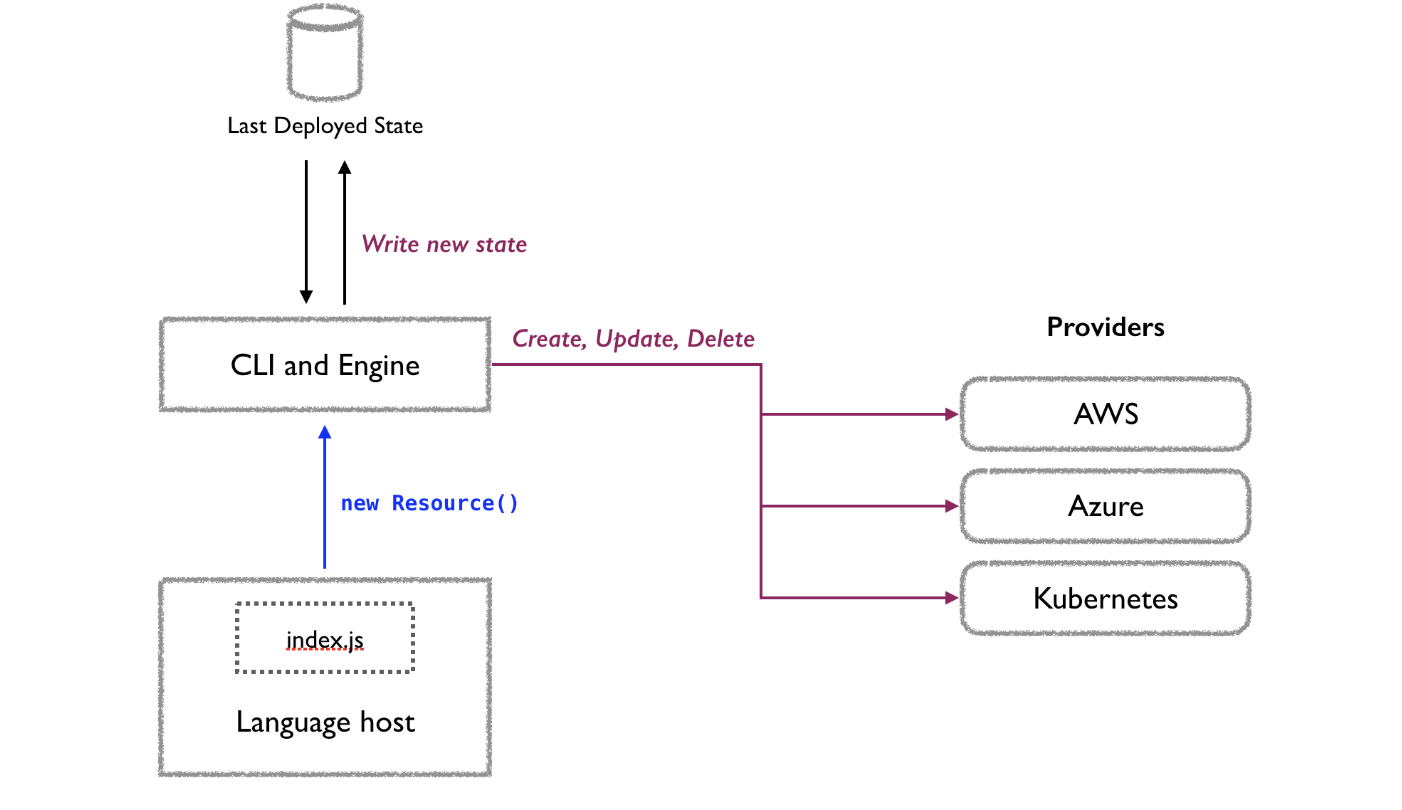 Last Deployed State
Write new state
CLI and Engine
Create, Update, Delete
new Resource()
index.js
Language host
Providers
AWS
Azure
Kubernetes